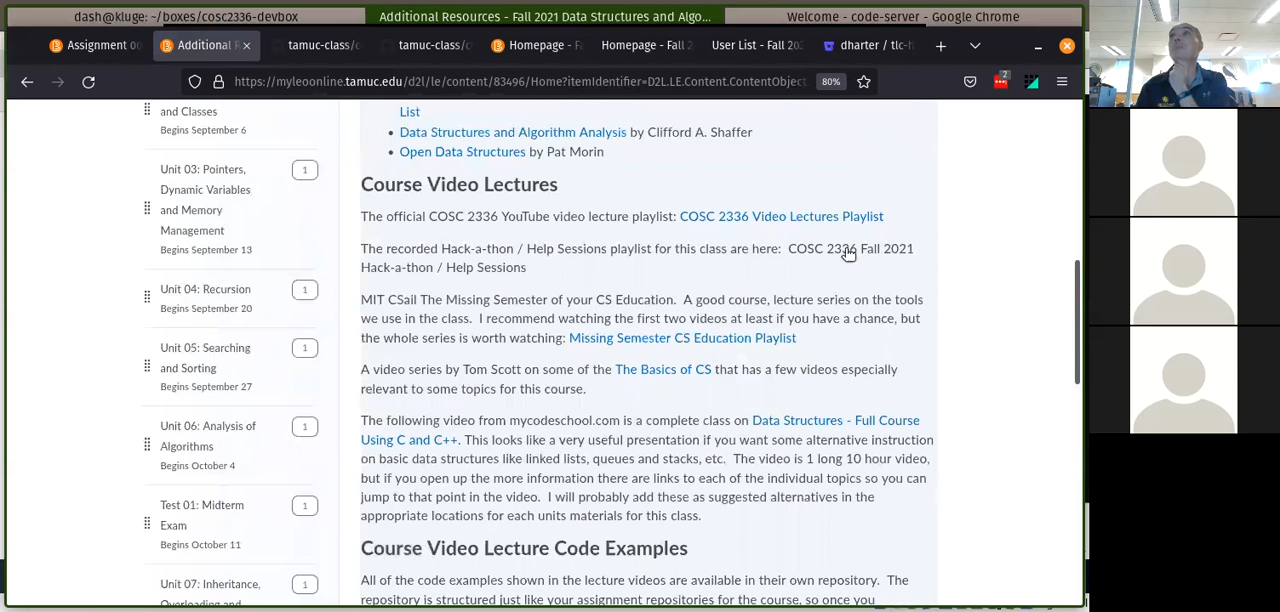 dash@kluge: ~/boxes/cosc2336-devbox
Additional Resources - Fall 2021 Data Structures and Algo...
Welcome - code-server - Google Chrome
Assignment 00
Additional R
tamuc-class/c
tamuc-class/c
Homepage - Fa
Homepage - Fall 2
User List - Fall 202
dharter / tlc-h
https://myleoonline.tamuc.edu/d2l/le/content/83496/Home?itemIdentifier=D2L.LE.Content.ContentObject.
80%
2
and Classes
Begins September 6
Unit 03: Pointers,
Dynamic Variables
and Memory
Management
Begins September 13
1
Unit 04: Recursion
Begins September 20
1
Unit 05: Searching
and Sorting
Begins September 27
1
Unit 06: Analysis of
Algorithms
Begins October 4
1
Test 01: Midterm
Exam
Begins October 11
1
Unit 07: Inheritance,
Overloading and
1
List
• Data Structures and Algorithm Analysis by Clifford A. Shaffer
• Open Data Structures by Pat Morin
Course Video Lectures
The official COSC 2336 YouTube video lecture playlist: COSC 2336 Video Lectures Playlist
The recorded Hack-a-thon / Help Sessions playlist for this class are here: COSC 2336 Fall 2021
Hack-a-thon / Help Sessions
MIT CSail The Missing Semester of your CS Education. A good course, lecture series on the tools
we use in the class. I recommend watching the first two videos at least if you have a chance, but
the whole series is worth watching: Missing Semester CS Education Playlist
A video series by Tom Scott on some of the The Basics of CS that has a few videos especially
relevant to some topics for this course.
The following video from mycodeschool.com is a complete class on Data Structures - Full Course
Using C and C++. This looks like a very useful presentation if you want some alternative instruction
on basic data structures like linked lists, queues and stacks, etc. The video is 1 long 10 hour video,
but if you open up the more information there are links to each of the individual topics so you can
jump to that point in the video. I will probably add these as suggested alternatives in the
appropriate locations for each units materials for this class.
Course Video Lecture Code Examples
All of the code examples shown in the lecture videos are available in their own repository. The
repository is structured just like your assignment repositories for the course, so once you